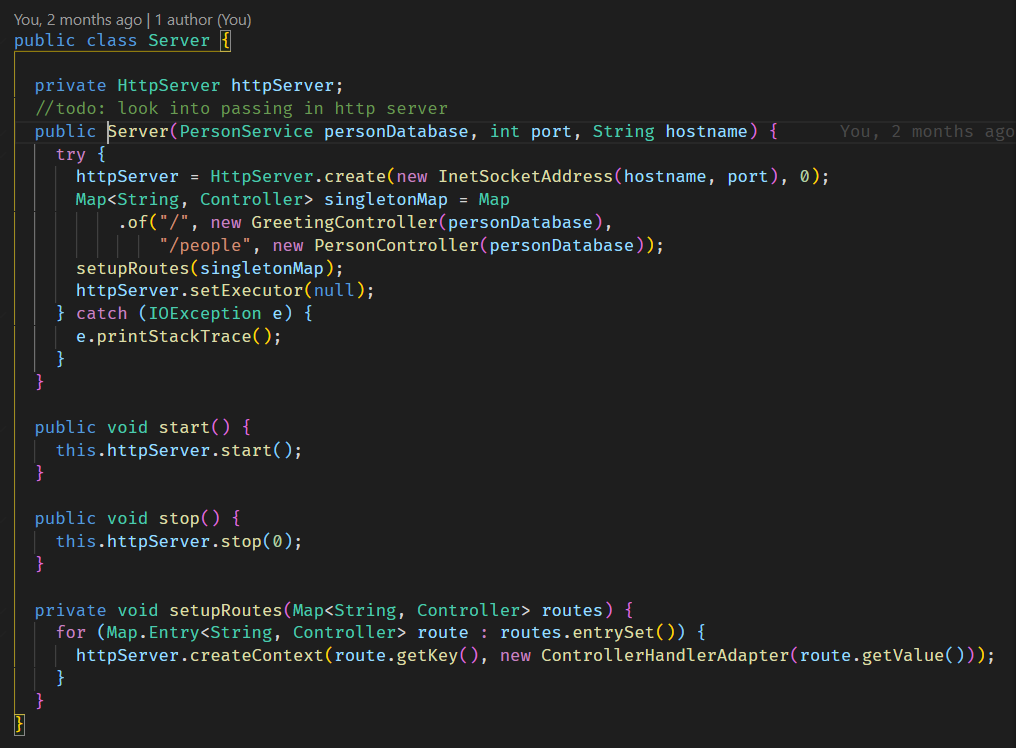 You, 2 months ago | 1 author (You)
public class Server {
private HttpServer httpServer;
//todo: look into passing in http server
public Server(PersonService personDatabase, int port, String hostname) { You, 2 months ago
try {
httpServer = HttpServer.create(new InetSocketAddress(hostname, port), 0);
Map<String, Controller> singletonMap = Map
.of("/", new GreetingController(personDatabase),
"/people", new PersonController(personDatabase));
setupRoutes(singletonMap);
httpServer.setExecutor(null);
} catch (IOException e) {
e.printStackTrace();
}
}
public void start() {
this.httpServer.start();
}
public void stop() {
this.httpServer.stop(0);
}
private void setupRoutes(Map<String, Controller> routes) {
for (Map.Entry<String, Controller> route : routes.entrySet()) {
httpServer.createContext(route.getKey(), new ControllerHandlerAdapter(route.getValue()));
}
}
}